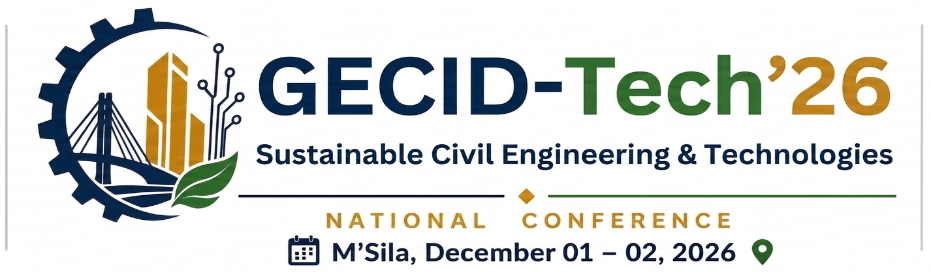 GECID-Tech’26
Sustainable Civil Engineering & Technologies
NATIONAL CONFERENCE
M’Sila, December 01 – 02, 2026